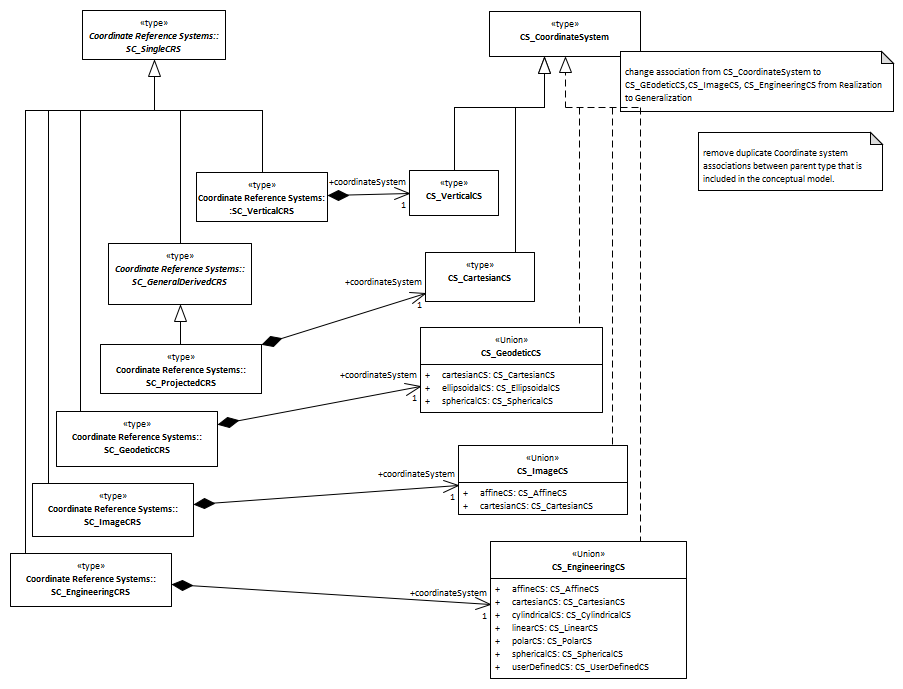 «type»
Coordinate Reference Systems::
SC_SingleCRS
«type»
CS_CoordinateSystem
change association from CS_CoordinateSystem to
CS_GEodeticCS,CS_ImageCS, CS_EngineeringCS from Realization
to Generalization
remove duplicate Coordinate system
associations between parent type that is
included in the conceptual model.
«type»
Coordinate Reference Systems:
:SC_VerticalCRS
+coordinateSystem
1
«type»
CS_VerticalCS
«type»
Coordinate Reference Systems::
SC_GeneralDerivedCRS
+coordinateSystem
1
«type»
CS_CartesianCS
«type»
Coordinate Reference Systems::
SC_ProjectedCRS
+coordinateSystem
1
«Union»
CS_GeodeticCS
+ cartesianCS: CS_CartesianCS
+ ellipsoidalCS: CS_EllipsoidalCS
+ sphericalCS: CS_SphericalCS
«type»
Coordinate Reference Systems::
SC_GeodeticCRS
+coordinateSystem
1
«Union»
CS_ImageCS
+ affineCS: CS_AffineCS
+ cartesianCS: CS_CartesianCS
«type»
Coordinate Reference Systems::
SC_ImageCRS
«type»
Coordinate Reference Systems::
SC_EngineeringCRS
+coordinateSystem
1
«Union»
CS_EngineeringCS
+ affineCS: CS_AffineCS
+ cartesianCS: CS_CartesianCS
+ cylindricalCS: CS_CylindricalCS
+ linearCS: CS_LinearCS
+ polarCS: CS_PolarCS
+ sphericalCS: CS_SphericalCS
+ userDefinedCS: CS_UserDefinedCS